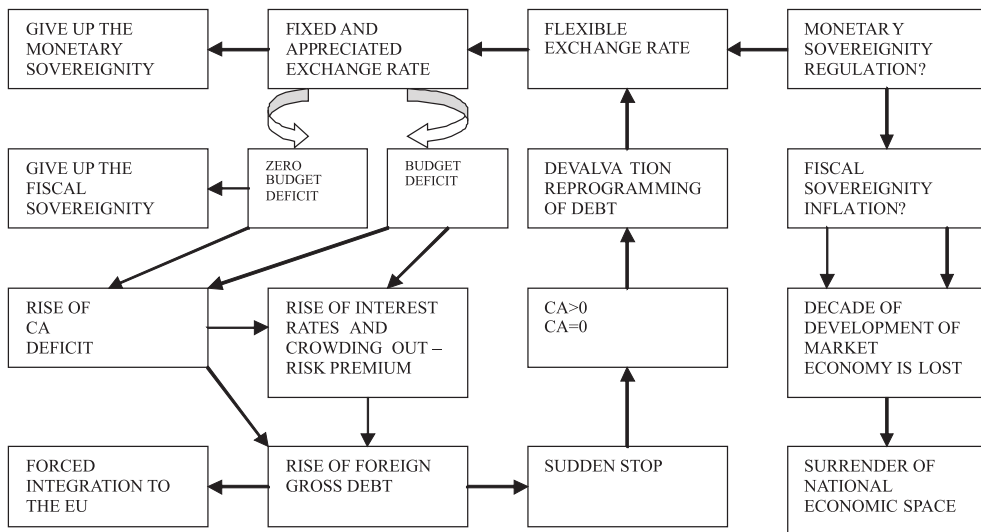 GIVE UP THE
MONETARY
SOVEREIGNITY
FIXED AND
APPRECIATED
EXCHANGE RATE
FLEXIBLE
EXCHANGE RATE
MONETARY
SOVEREIGNITY
REGULATION?
GIVE UP THE
FISCAL
SOVEREIGNITY
ZERO
BUDGET
DEFICIT
BUDGET
DEFICIT
DEVALVA TION
REPROGRAMMING
OF DEBT
FISCAL
SOVEREIGNITY
INFLATION?
RISE OF
CA
DEFICIT
RISE OF INTEREST
RATES AND
CROWDING OUT –
RISK PREMIUM
CA>0
CA=0
DECADE OF
DEVELOPMENT OF
MARKET
ECONOMY IS LOST
FORCED
INTEGRATION TO
THE EU
RISE OF FOREIGN
GROSS DEBT
SUDDEN STOP
SURRENDER OF
NATIONAL
ECONOMIC SPACE